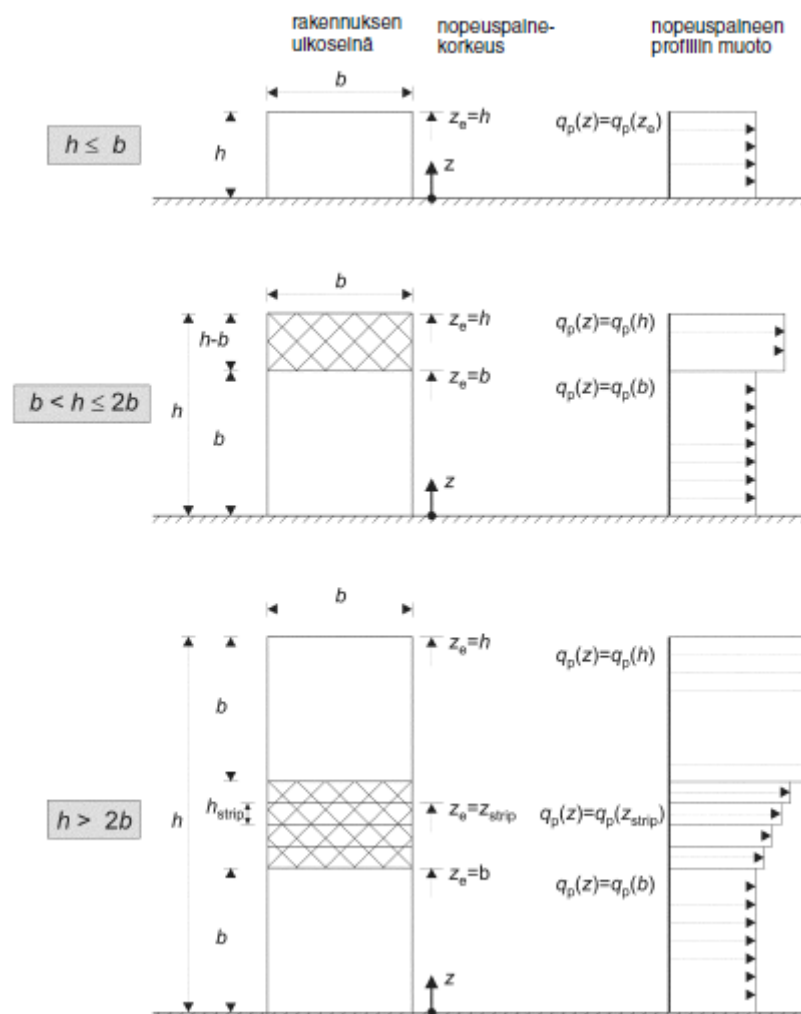 rakennuksen
ulkoseinä
nopeuspaine-
korkeus
nopeuspaineen
profiilin muoto
b
h ≤ b
h
z_e=h
z
q_p(z)=q_p(z_e)
b
b < h ≤ 2b
h
h-b
b
z_e=h
z_e=b
z
q_p(z)=q_p(h)
q_p(z)=q_p(b)
b
h > 2b
h
b
h_strip
b
z_e=h
z_e=z_strip
z_e=b
z
q_p(z)=q_p(h)
q_p(z)=q_p(z_strip)
q_p(z)=q_p(b)